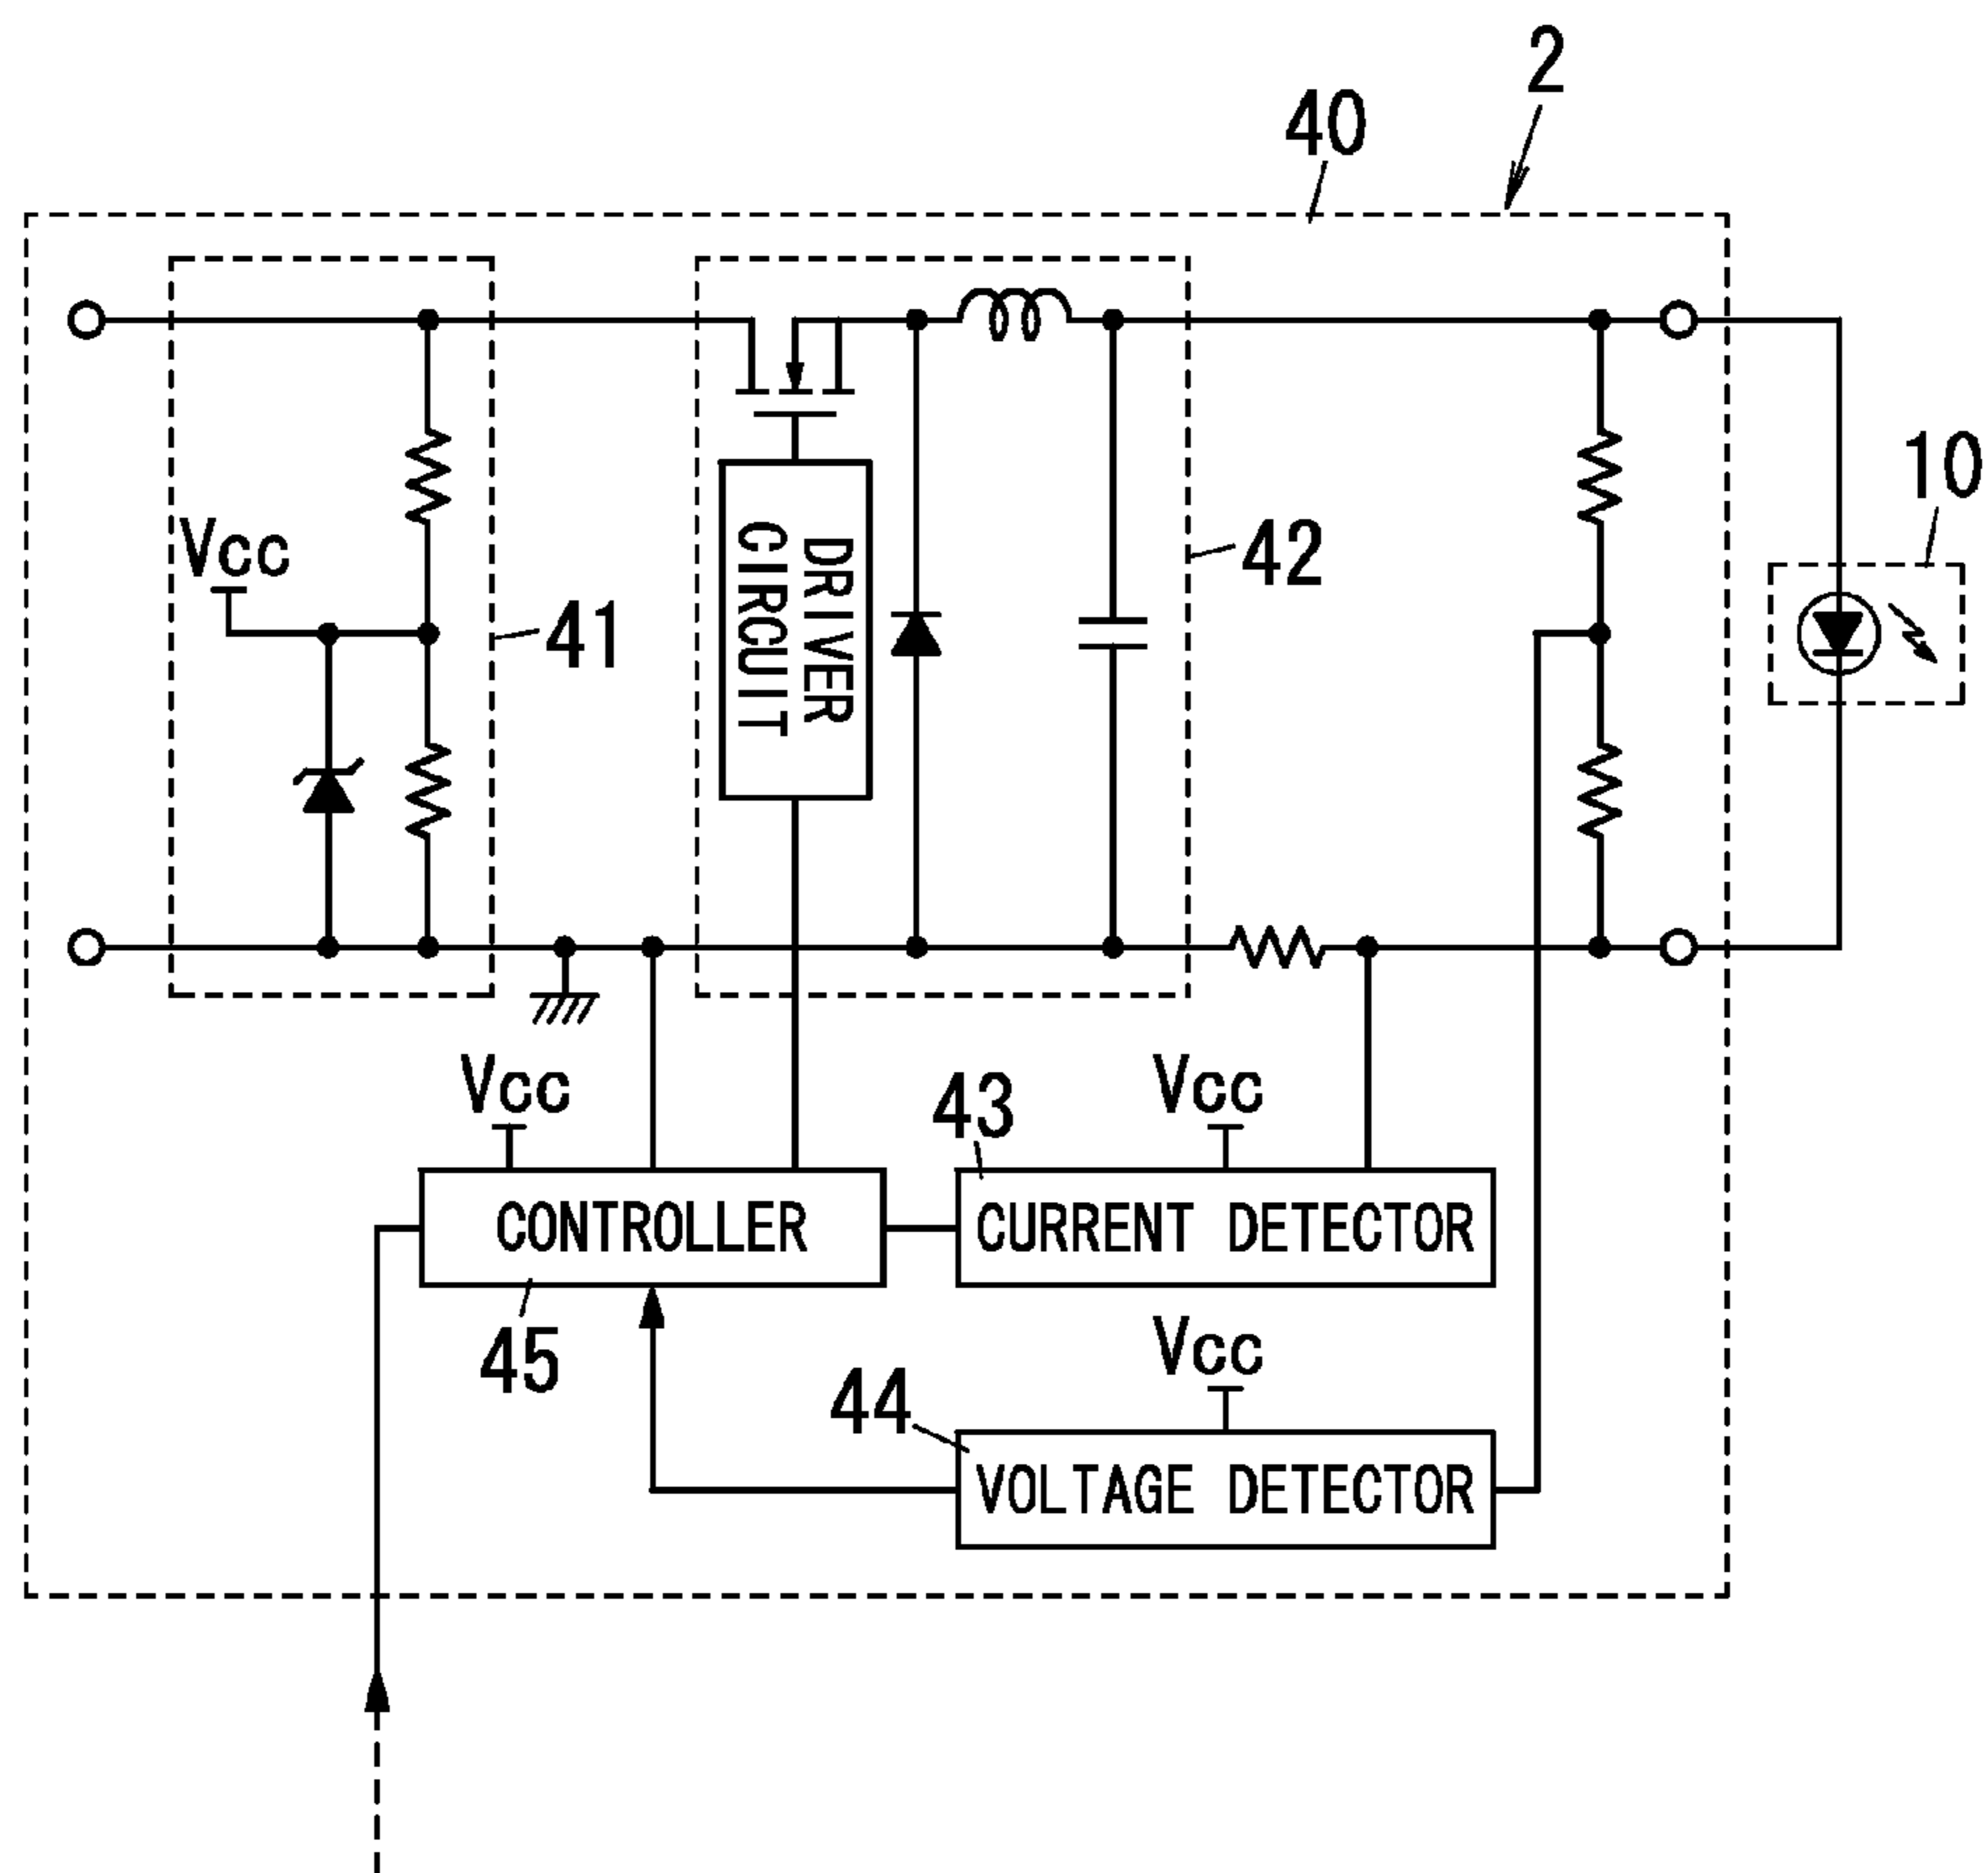 2
40
10
Vcc
41
DRIVER
CIRCUIT
42
Vcc
43
Vcc
CONTROLLER
CURRENT DETECTOR
45
Vcc
44
VOLTAGE DETECTOR